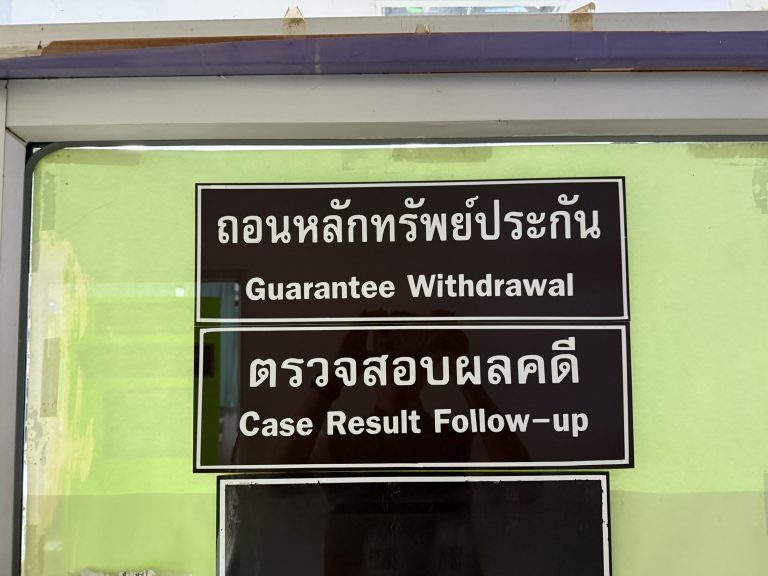 ถอนหลักทรัพย์ประกัน
Guarantee Withdrawal
ตรวจสอบผลคดี
Case Result Follow-up